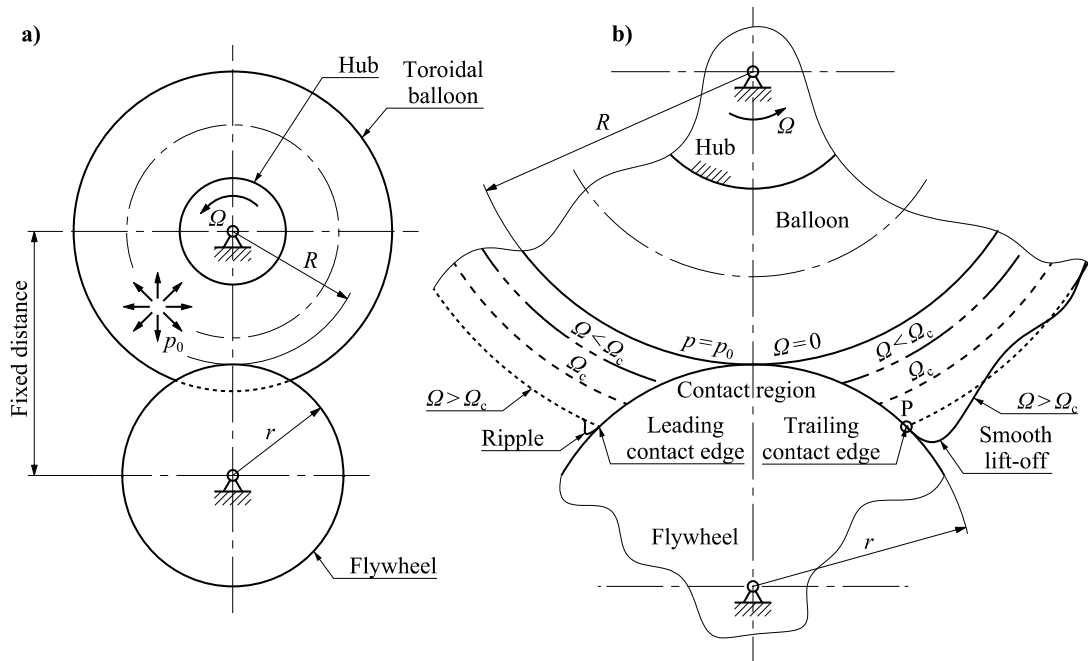 a)
Hub
Toroidal
balloon
Ω
R
p₀
Fixed distance
r
Flywheel
b)
R
Ω
Hub
Balloon
Ω<Ωc
Ωc
Ω>Ωc
p=p₀
Ω=0
Ω<Ωc
Ωc
Ω>Ωc
Contact region
P
Ripple
Leading
contact edge
Trailing
contact edge
Smooth
lift-off
Flywheel
r